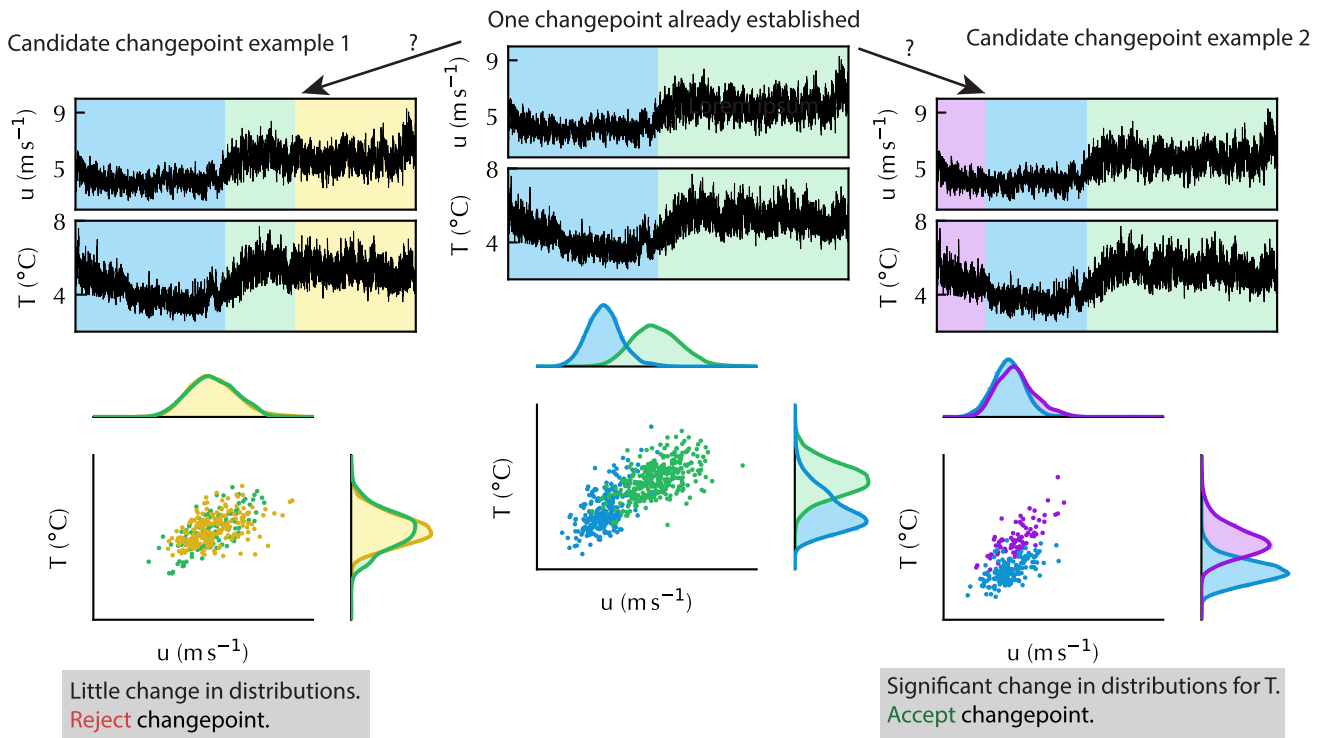 One changepoint already established
Candidate changepoint example 1
?
?
Candidate changepoint example 2
9
5
u (m s⁻¹)
8
4
T (°C)
9
5
u (m s⁻¹)
Lorem ipsum
8
4
T (°C)
9
5
u (m s⁻¹)
8
4
T (°C)
T (°C)
u (m s⁻¹)
T (°C)
u (m s⁻¹)
T (°C)
u (m s⁻¹)
Little change in distributions.
Reject changepoint.
Significant change in distributions for T.
Accept changepoint.